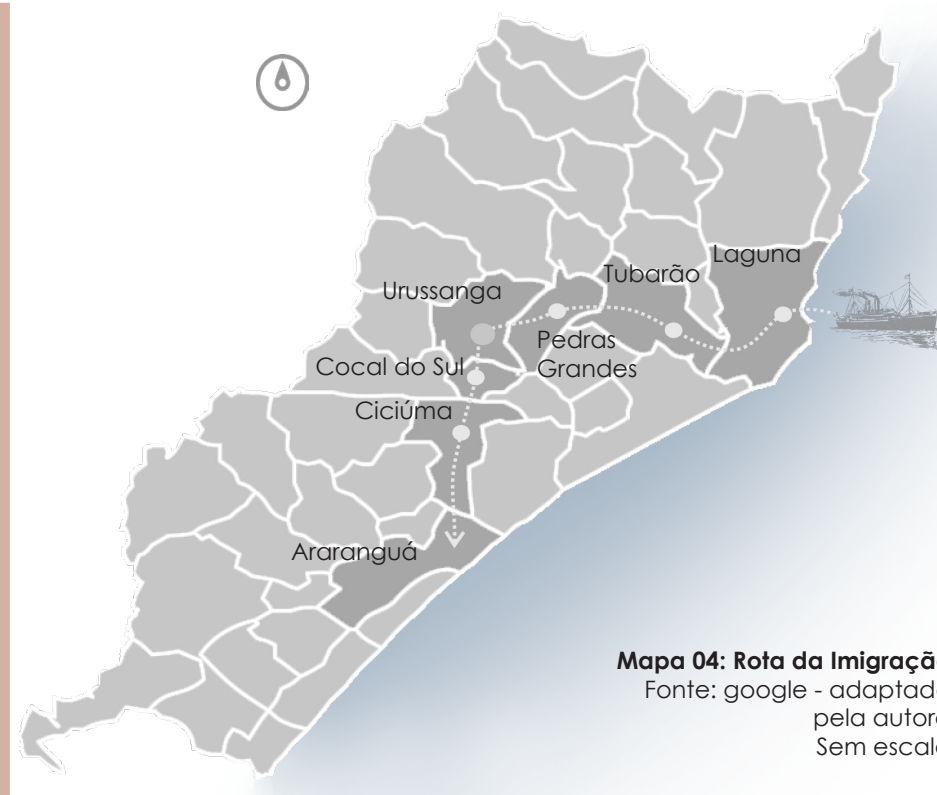 Laguna
Tubarão
Urussanga
Pedras
Grandes
Cocal do Sul
Ciciúma
Araranguá
Mapa 04: Rota da Imigraçã
Fonte: google - adaptad
pela autor
Sem escal